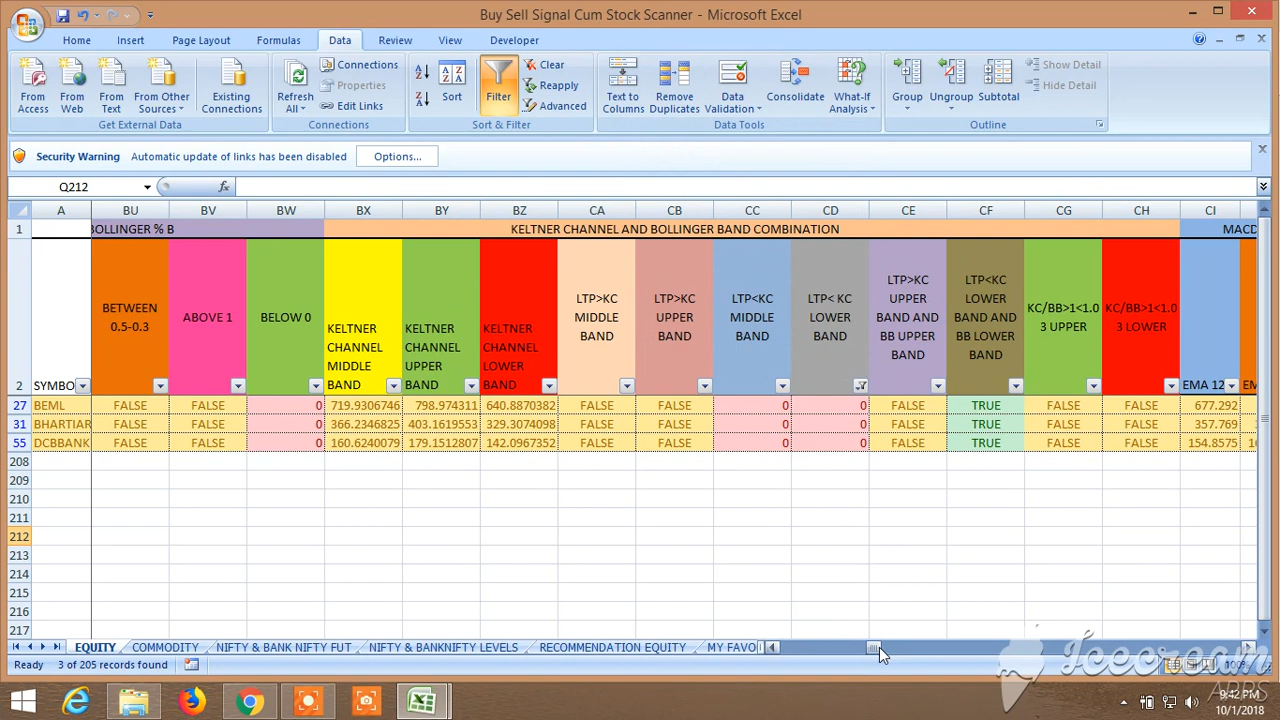 Buy Sell Signal Cum Stock Scanner - Microsoft Excel
Home Insert Page Layout Formulas Data Review View Developer
From Access
From Web
From Text
From Other Sources
Existing Connections
Get External Data
Refresh All
Connections
Properties
Edit Links
Connections
Sort
Filter
Clear
Reapply
Advanced
Sort & Filter
Text to Columns
Remove Duplicates
Data Validation
Consolidate
What-If Analysis
Data Tools
Group
Ungroup
Subtotal
Show Detail
Hide Detail
Outline
Security Warning Automatic update of links has been disabled Options...
Q212 fx
A BU BV BW BX BY BZ CA CB CC CD CE CF CG CH CI
1 BOLLINGER % B KELTNER CHANNEL AND BOLLINGER BAND COMBINATION MACD
2
SYMBO
BETWEEN 0.5-0.3
ABOVE 1
BELOW 0
KELTNER CHANNEL MIDDLE BAND
KELTNER CHANNEL UPPER BAND
KELTNER CHANNEL LOWER BAND
LTP>KC MIDDLE BAND
LTP>KC UPPER BAND
LTP<KC MIDDLE BAND
LTP< KC LOWER BAND
LTP>KC UPPER BAND AND BB UPPER BAND
LTP<KC LOWER BAND AND BB LOWER BAND
KC/BB>1<1.03 UPPER
KC/BB>1<1.03 LOWER
EMA 12
EM
27 BEML FALSE FALSE 0 719.9306746 798.974311 640.8870382 FALSE FALSE 0 0 FALSE TRUE FALSE FALSE 677.292
31 BHARTIAR FALSE FALSE 0 366.2346825 403.1619553 329.3074098 FALSE FALSE 0 0 FALSE TRUE FALSE FALSE 357.769
55 DCBBANK FALSE FALSE 0 160.6240079 179.1512807 142.0967352 FALSE FALSE 0 0 FALSE TRUE FALSE FALSE 154.8575
208
209
210
211
212
213
214
215
216
217
EQUITY COMMODITY NIFTY & BANK NIFTY FUT NIFTY & BANKNIFTY LEVELS RECOMMENDATION EQUITY MY FAVO
Ready 3 of 205 records found 100%
Icecream
APPS
9:42 PM
10/1/2018